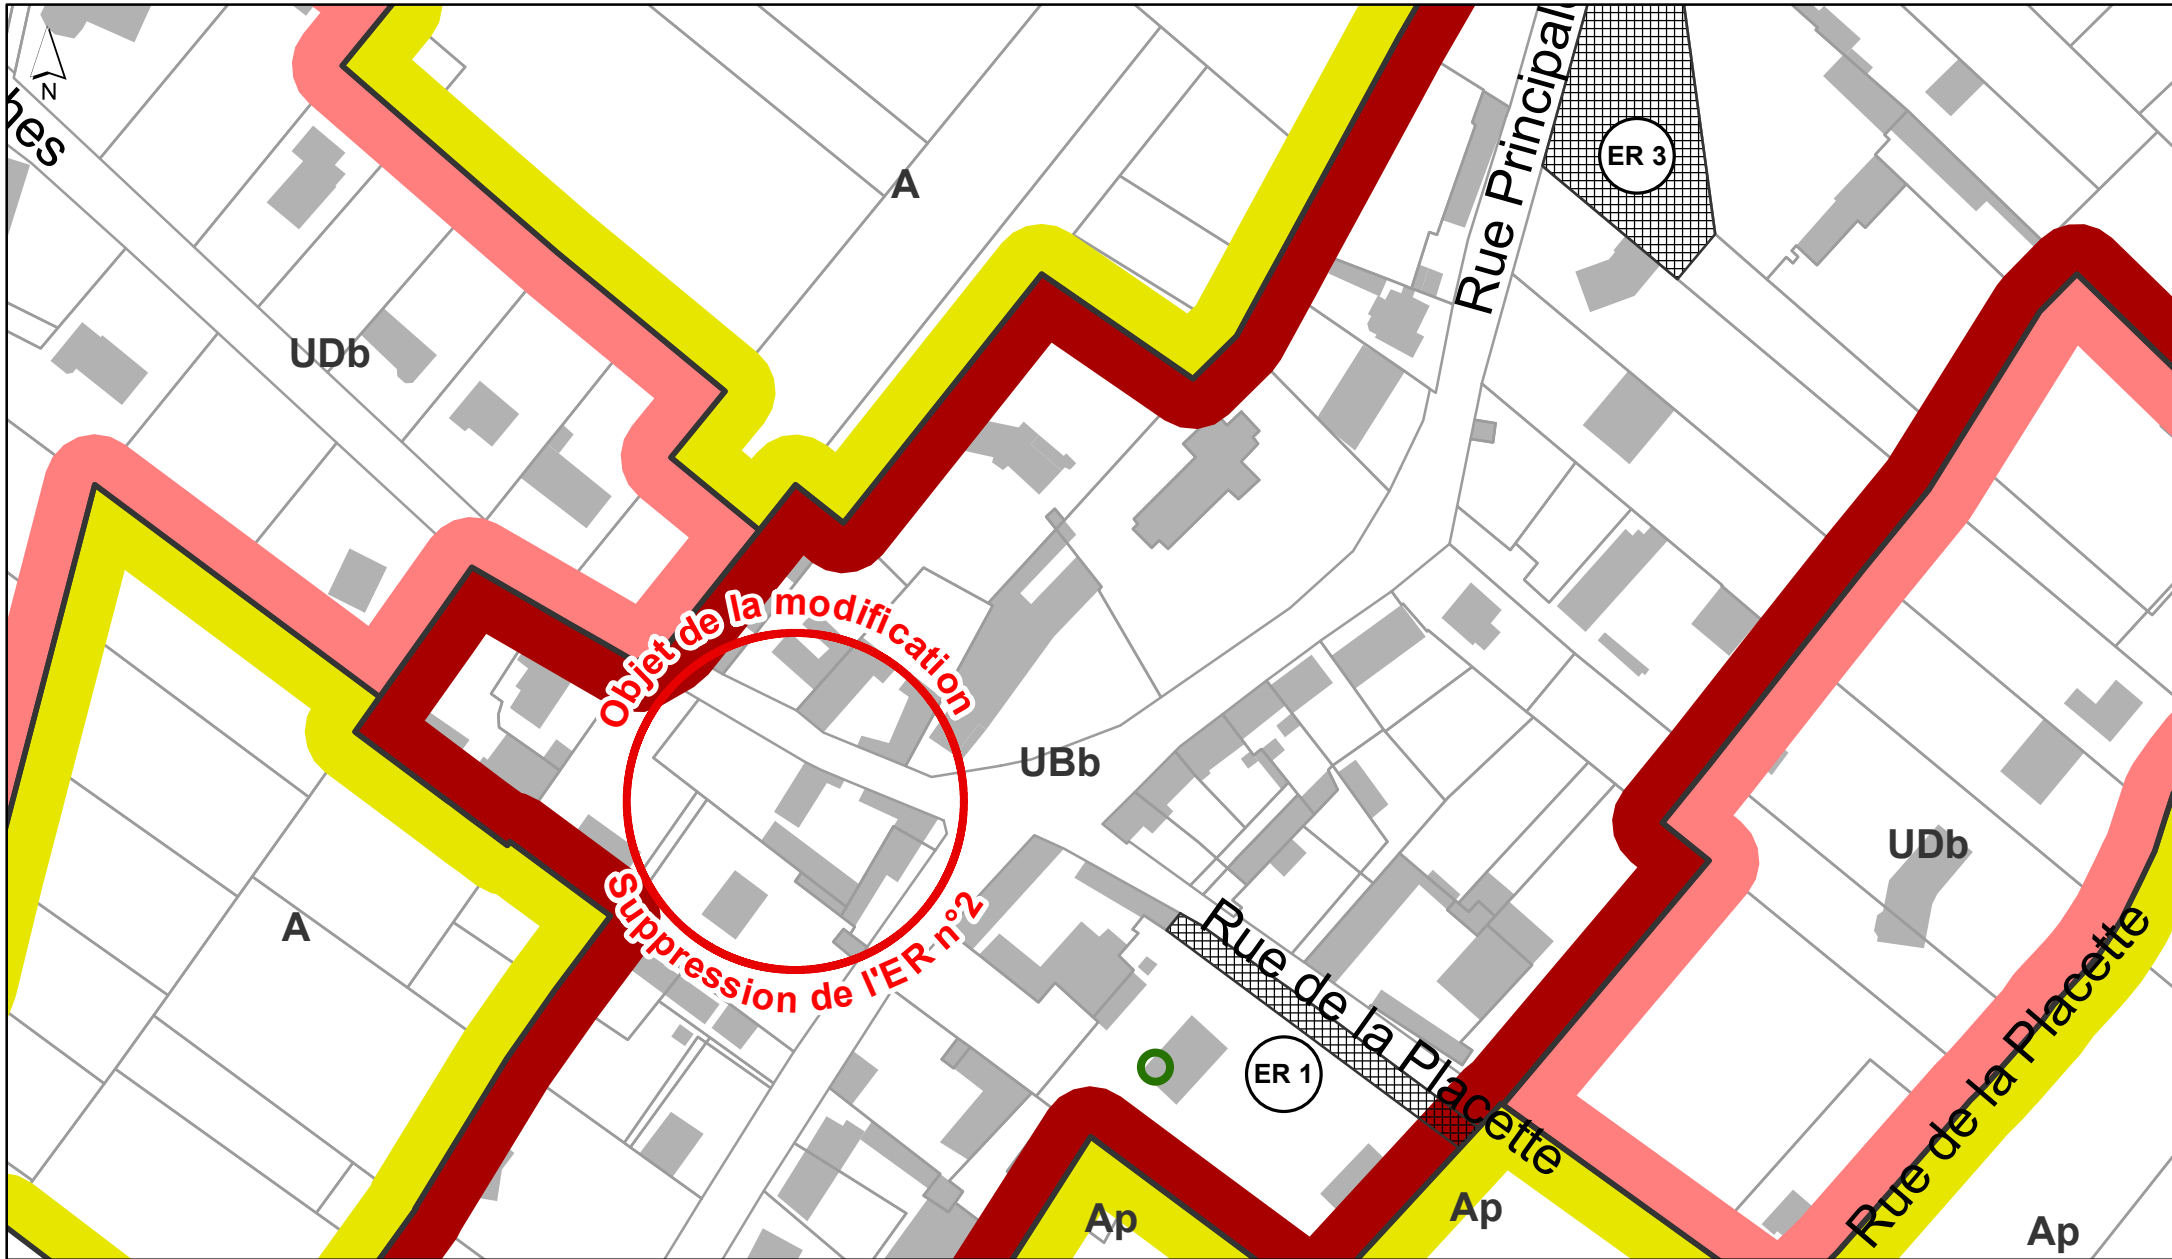 N
hes
A
Rue Principale
ER 3
UDb
Objet de la modification
UBb
UDb
A
Suppression de l'ER n°2
Rue de la Placette
ER 1
Rue de la Placette
Ap
Ap
Ap